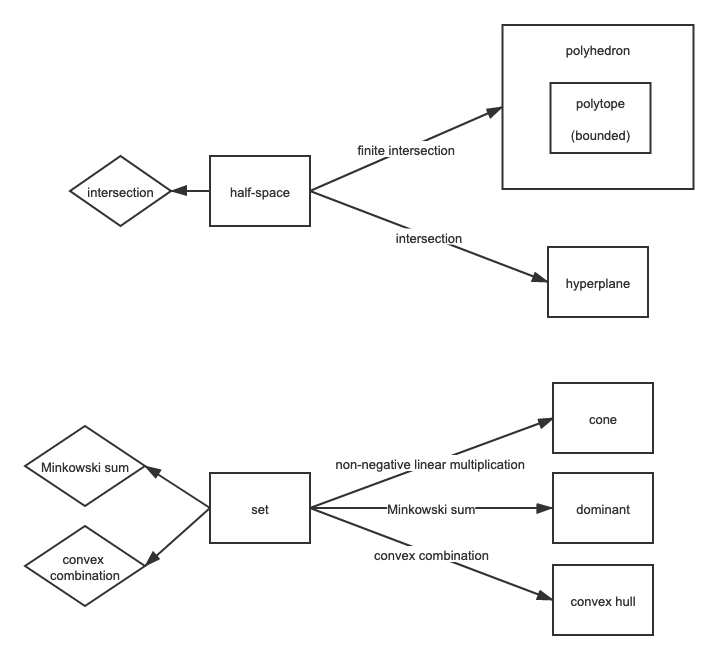 polyhedron
polytope
(bounded)
finite intersection
intersection
half-space
intersection
hyperplane
cone
non-negative linear multiplication
Minkowski sum
set
Minkowski sum
dominant
convex combination
convex
combination
convex hull